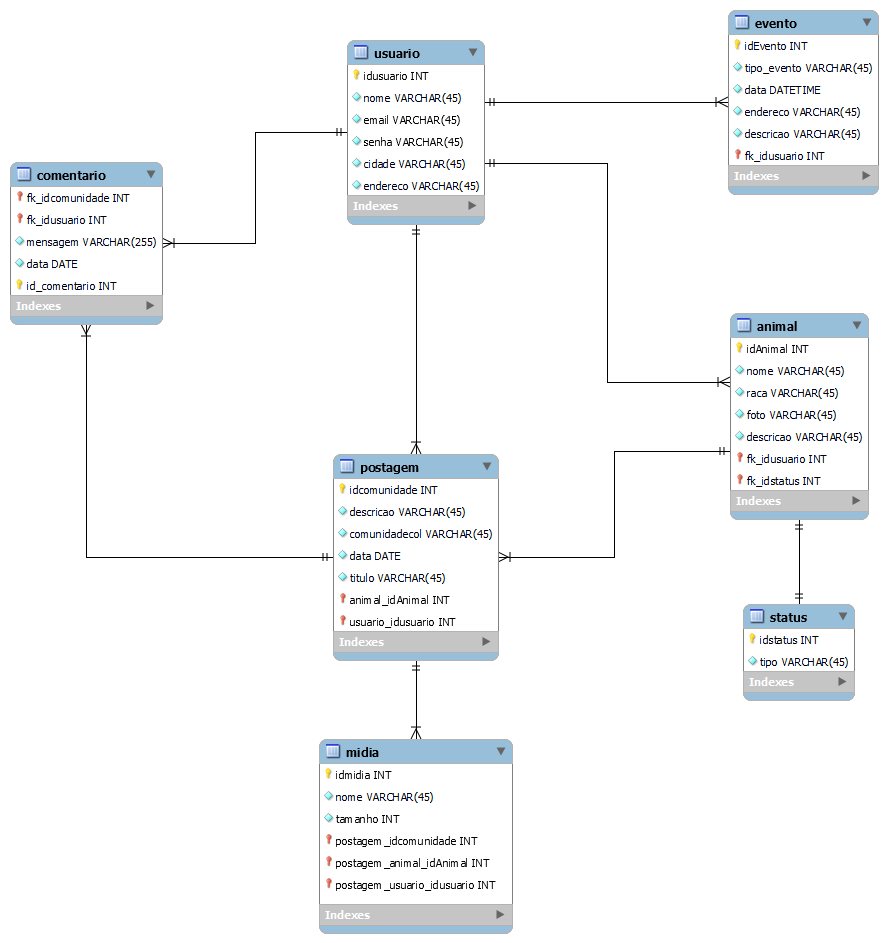 usuario
idusuario INT
nome VARCHAR(45)
email VARCHAR(45)
senha VARCHAR(45)
cidade VARCHAR(45)
endereco VARCHAR(45)
Indexes
evento
idEvento INT
tipo_evento VARCHAR(45)
data DATETIME
endereco VARCHAR(45)
descricao VARCHAR(45)
fk_idusuario INT
Indexes
comentario
fk_idcomunidade INT
fk_idusuario INT
mensagem VARCHAR(255)
data DATE
id_comentario INT
Indexes
animal
idAnimal INT
nome VARCHAR(45)
raca VARCHAR(45)
foto VARCHAR(45)
descricao VARCHAR(45)
fk_idusuario INT
fk_idstatus INT
Indexes
postagem
idcomunidade INT
descricao VARCHAR(45)
comunidadecol VARCHAR(45)
data DATE
titulo VARCHAR(45)
animal_idAnimal INT
usuario_idusuario INT
Indexes
status
idstatus INT
tipo VARCHAR(45)
Indexes
midia
idmidia INT
nome VARCHAR(45)
tamanho INT
postagem_idcomunidade INT
postagem_animal_idAnimal INT
postagem_usuario_idusuario INT
Indexes